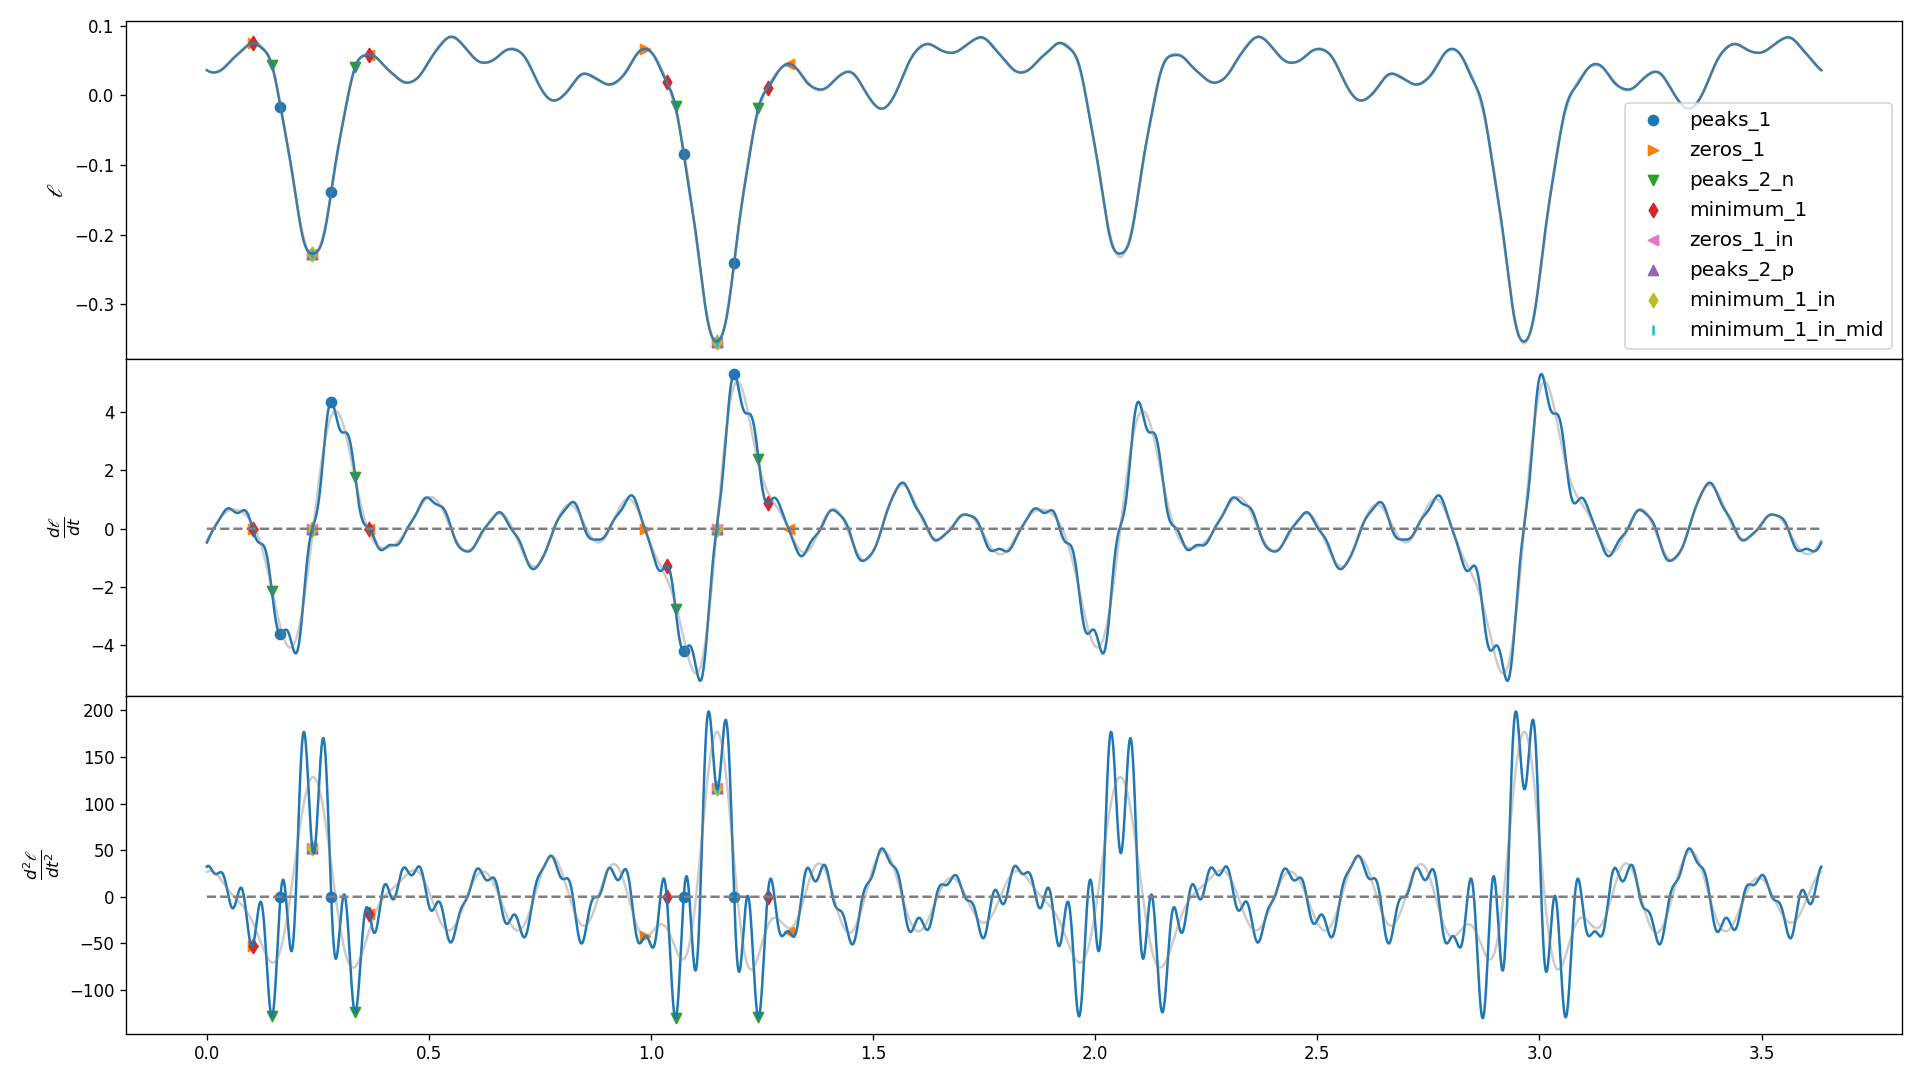 0.1
0.0
−0.1
−0.2
−0.3
ℓ
peaks_1
zeros_1
peaks_2_n
minimum_1
zeros_1_in
peaks_2_p
minimum_1_in
minimum_1_in_mid
4
2
0
−2
−4
dℓ
dt
200
150
100
50
0
−50
−100
d²ℓ
dt²
0.0 0.5 1.0 1.5 2.0 2.5 3.0 3.5